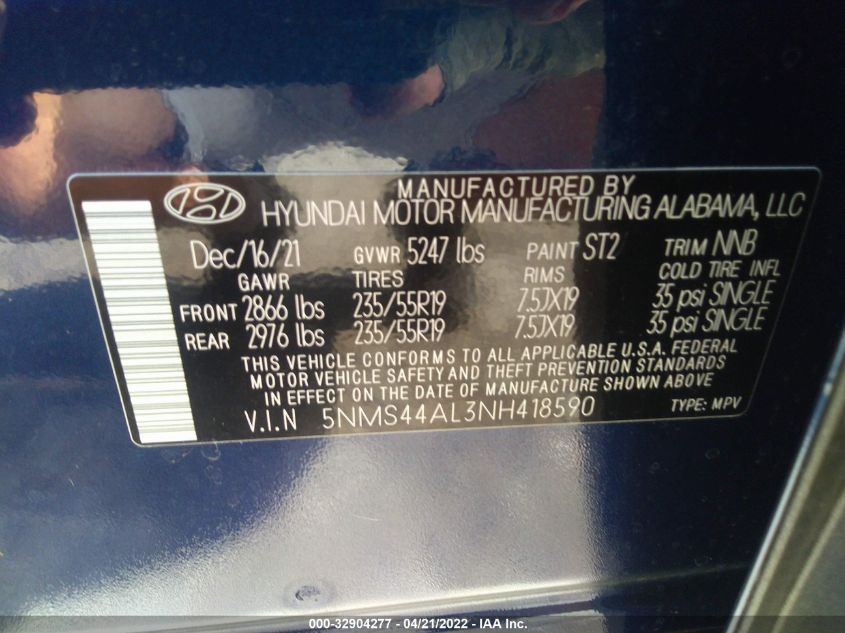 MANUFACTURED BY
HYUNDAI MOTOR MANUFACTURING ALABAMA, LLC
Dec/16/21 GVWR 5247 lbs PAINT ST2 TRIM NNB
GAWR TIRES RIMS COLD TIRE INFL
FRONT 2866 lbs 235/55R19 7.5JX19 35 psi SINGLE
REAR 2976 lbs 235/55R19 7.5JX19 35 psi SINGLE
THIS VEHICLE CONFORMS TO ALL APPLICABLE U.S.A. FEDERAL
MOTOR VEHICLE SAFETY AND THEFT PREVENTION STANDARDS
IN EFFECT ON THE DATE OF MANUFACTURE SHOWN ABOVE
V.I.N 5NMS44AL3NH418590 TYPE: MPV
000-32904277 - 04/21/2022 - IAA Inc.